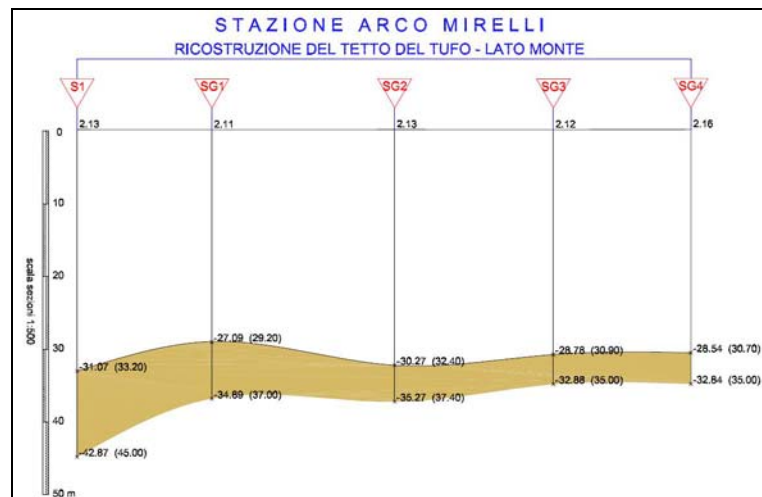 STAZIONE ARCO MIRELLI
RICOSTRUZIONE DEL TETTO DEL TUFO - LATO MONTE
S1 SG1 SG2 SG3 SG4
0 2.13 2.11 2.13 2.12 2.16
10
scala sezioni 1:500
20
30
-27.09 (29.20)
-28.78 (30.90) -28.54 (30.70)
-31.07 (33.20) -30.27 (32.40)
-32.88 (35.00) -32.84 (35.00)
-34.89 (37.00) -35.27 (37.40)
40
-42.87 (45.00)
50 m